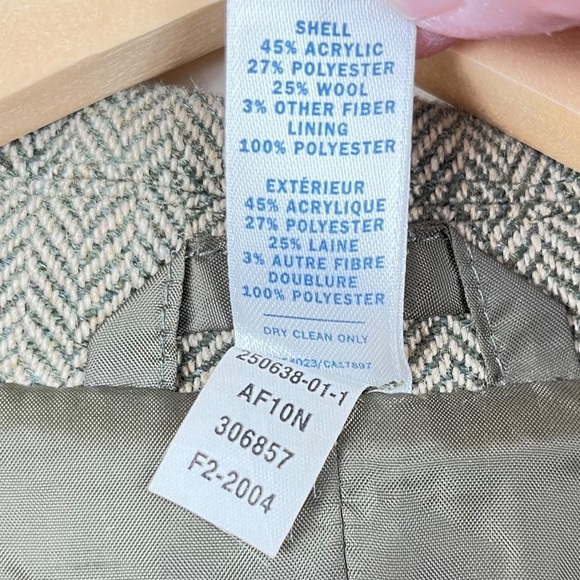 SHELL
45% ACRYLIC
27% POLYESTER
25% WOOL
3% OTHER FIBER
LINING
100% POLYESTER
EXTÉRIEUR
45% ACRYLIQUE
27% POLYESTER
25% LAINE
3% AUTRE FIBRE
DOUBLURE
100% POLYESTER
DRY CLEAN ONLY
250638-01-1
AF10N
306857
F2-2004